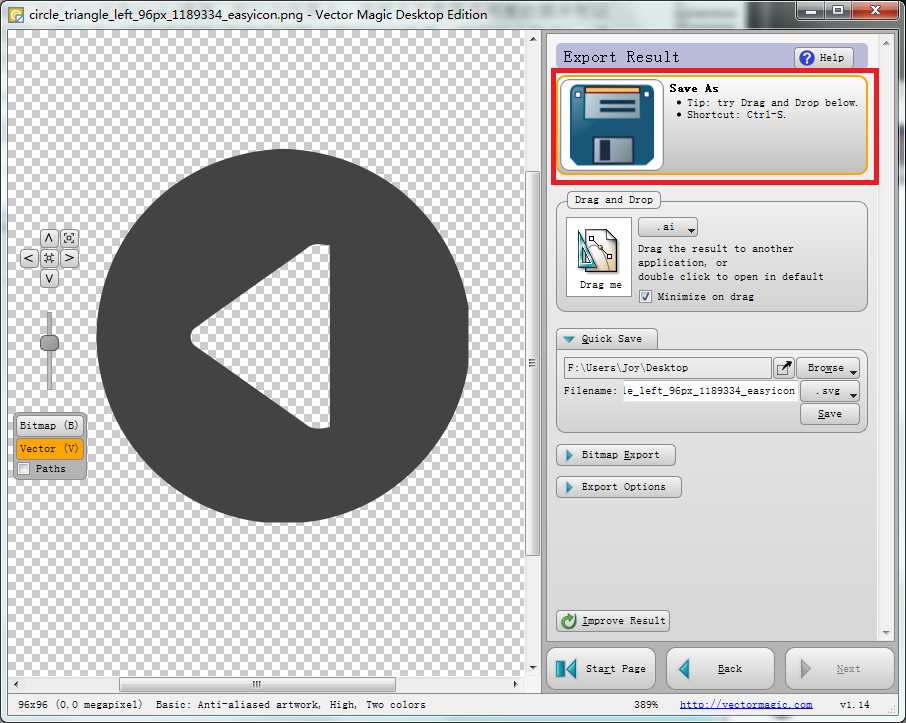 circle_triangle_left_96px_1189334_easyicon.png - Vector Magic Desktop Edition
Export Result
Help
Save As
Tip: try Drag and Drop below.
Shortcut: Ctrl-S.
Drag and Drop
.ai
Drag the result to another
application, or
double click to open in default
Drag me
Minimize on drag
Quick Save
F:\Users\Joy\Desktop
Browse
Filename:
le_left_96px_1189334_easyicon
.svg
Save
Bitmap (B)
Vector (V)
Paths
Bitmap Export
Export Options
Improve Result
Start Page
Back
Next
96x96 (0.0 megapixel) Basic: Anti-aliased artwork, High, Two colors 389% http://vectormagic.com v1.14